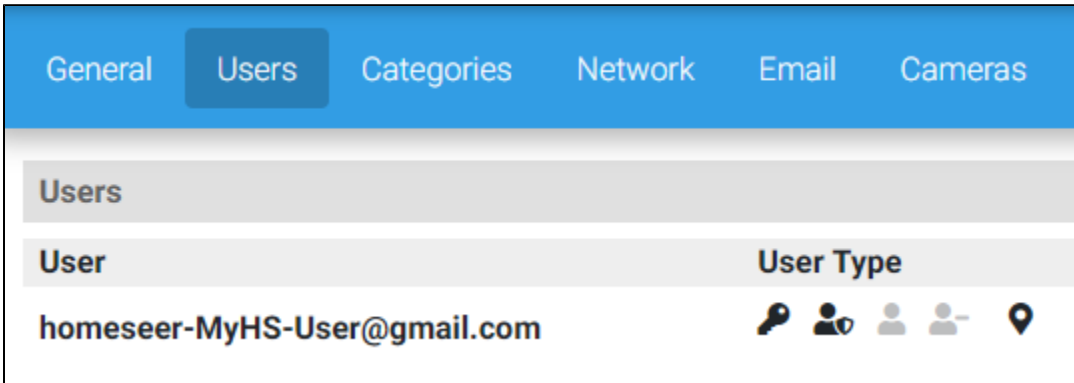 General Users Categories Network Email Cameras
Users
User User Type
homeseer-MyHS-User@gmail.com